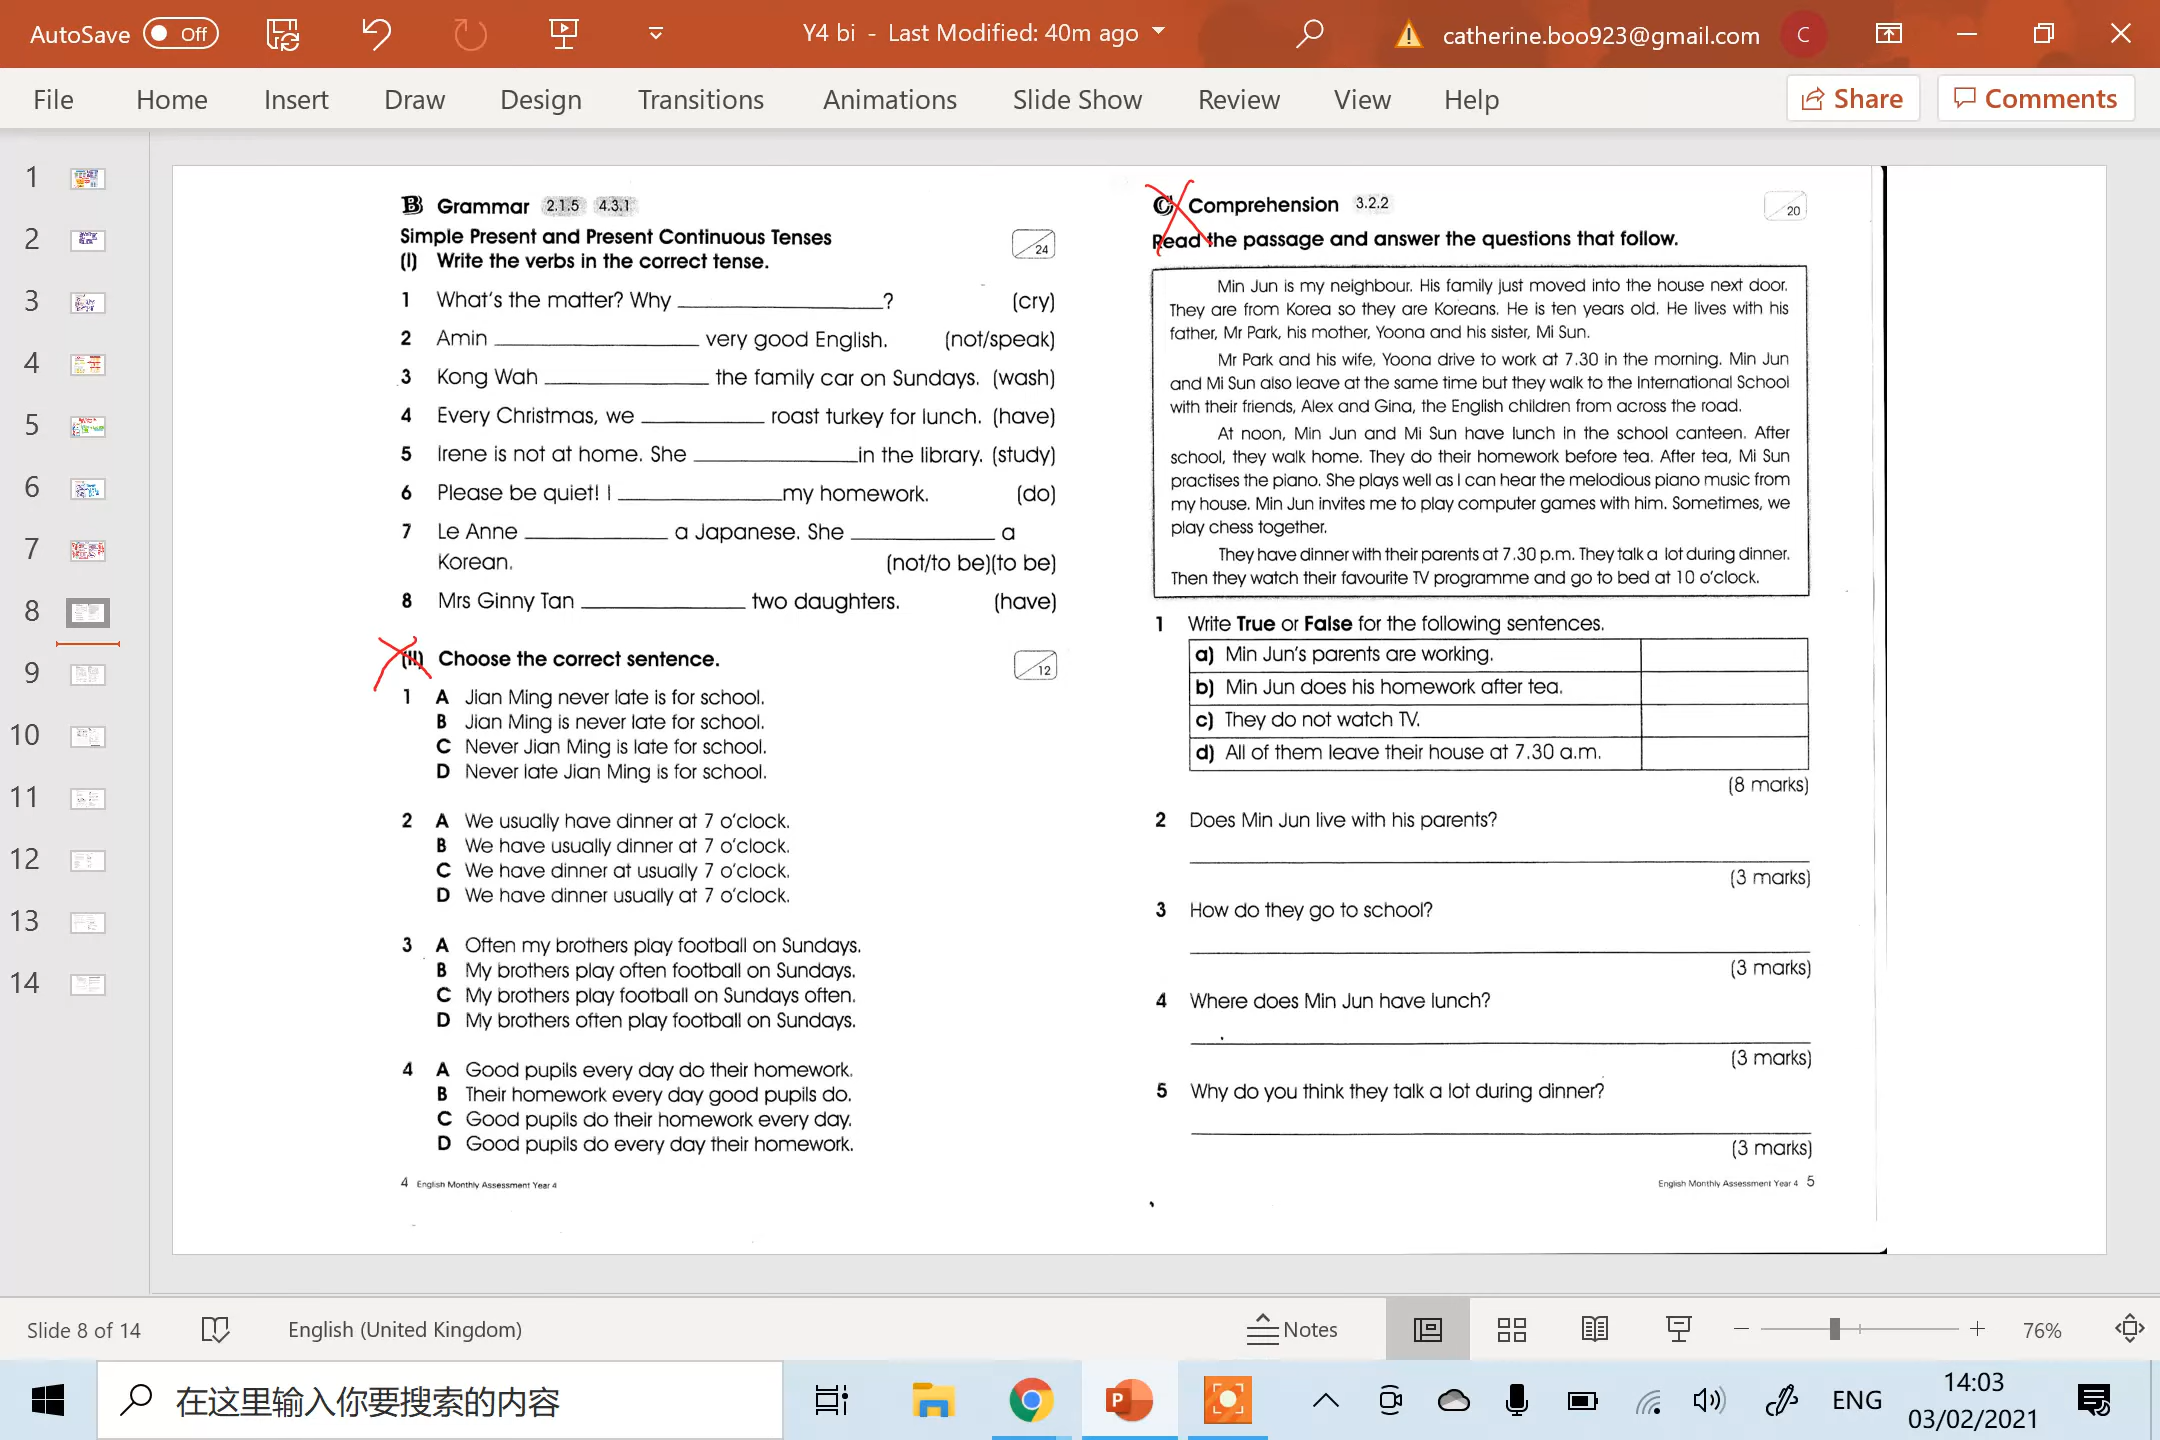 AutoSave Off Y4 bi - Last Modified: 40m ago catherine.boo923@gmail.com C
File Home Insert Draw Design Transitions Animations Slide Show Review View Help Share Comments
1
2
3
4
5
6
7
8
9
10
11
12
13
14
B Grammar 2.1.5 4.3.1
Simple Present and Present Continuous Tenses
24
(I) Write the verbs in the correct tense.
1 What's the matter? Why ____________? (cry)
2 Amin ____________ very good English. (not/speak)
3 Kong Wah ____________ the family car on Sundays. (wash)
4 Every Christmas, we ____________ roast turkey for lunch. (have)
5 Irene is not at home. She ____________in the library. (study)
6 Please be quiet! I ____________my homework. (do)
7 Le Anne ____________ a Japanese. She ____________ a
Korean. (not/to be)(to be)
8 Mrs Ginny Tan ____________ two daughters. (have)
(II) Choose the correct sentence.
12
1 A Jian Ming never late is for school.
B Jian Ming is never late for school.
C Never Jian Ming is late for school.
D Never late Jian Ming is for school.
2 A We usually have dinner at 7 o'clock.
B We have usually dinner at 7 o'clock.
C We have dinner at usually 7 o'clock.
D We have dinner usually at 7 o'clock.
3 A Often my brothers play football on Sundays.
B My brothers play often football on Sundays.
C My brothers play football on Sundays often.
D My brothers often play football on Sundays.
4 A Good pupils every day do their homework.
B Their homework every day good pupils do.
C Good pupils do their homework every day.
D Good pupils do every day their homework.
4 English Monthly Assessment Year 4
C Comprehension 3.2.2
20
Read the passage and answer the questions that follow.
Min Jun is my neighbour. His family just moved into the house next door.
They are from Korea so they are Koreans. He is ten years old. He lives with his
father, Mr Park, his mother, Yoona and his sister, Mi Sun.
Mr Park and his wife, Yoona drive to work at 7.30 in the morning. Min Jun
and Mi Sun also leave at the same time but they walk to the International School
with their friends, Alex and Gina, the English children from across the road.
At noon, Min Jun and Mi Sun have lunch in the school canteen. After
school, they walk home. They do their homework before tea. After tea, Mi Sun
practises the piano. She plays well as I can hear the melodious piano music from
my house. Min Jun invites me to play computer games with him. Sometimes, we
play chess together.
They have dinner with their parents at 7.30 p.m. They talk a lot during dinner.
Then they watch their favourite TV programme and go to bed at 10 o'clock.
1 Write True or False for the following sentences.
a) Min Jun's parents are working.
b) Min Jun does his homework after tea.
c) They do not watch TV.
d) All of them leave their house at 7.30 a.m.
(8 marks)
2 Does Min Jun live with his parents?
(3 marks)
3 How do they go to school?
(3 marks)
4 Where does Min Jun have lunch?
(3 marks)
5 Why do you think they talk a lot during dinner?
(3 marks)
English Monthly Assessment Year 4 5
Slide 8 of 14 English (United Kingdom) Notes 76%
在这里输入你要搜索的内容
ENG
14:03
03/02/2021